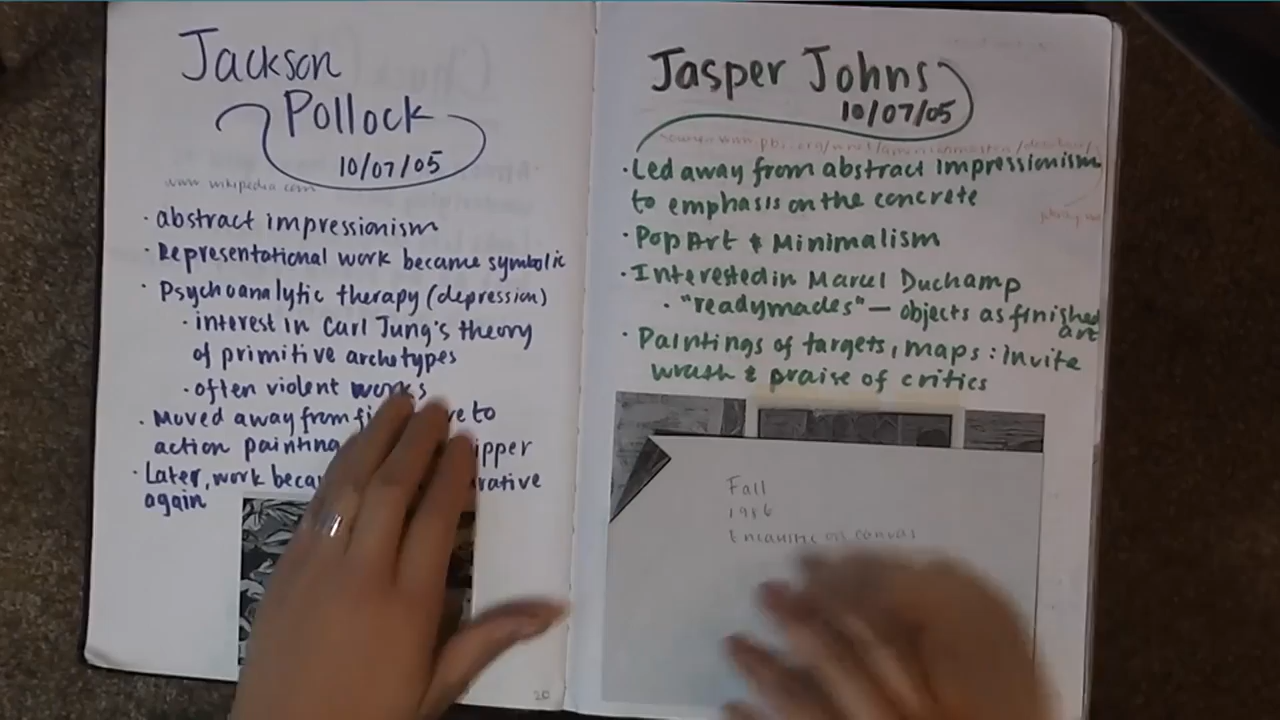 Jackson
Pollock
10/07/05
www.wikipedia.com
· abstract impressionism
· Representational work became symbolic
· Psychoanalytic therapy (depression)
· interest in Carl Jung's theory
of primitive archetypes
· often violent works
· Moved away from to
action painting
· Later, work
again
20
Jasper Johns
10/07/05
· Led away from abstract impressionism
to emphasis on the concrete
· Pop Art & Minimalism
· Interested in Marcel Duchamp
· "readymades" — objects as finished
art
· Paintings of targets, maps: invite
wrath & praise of critics
Fall
1986
Encaustic on canvas